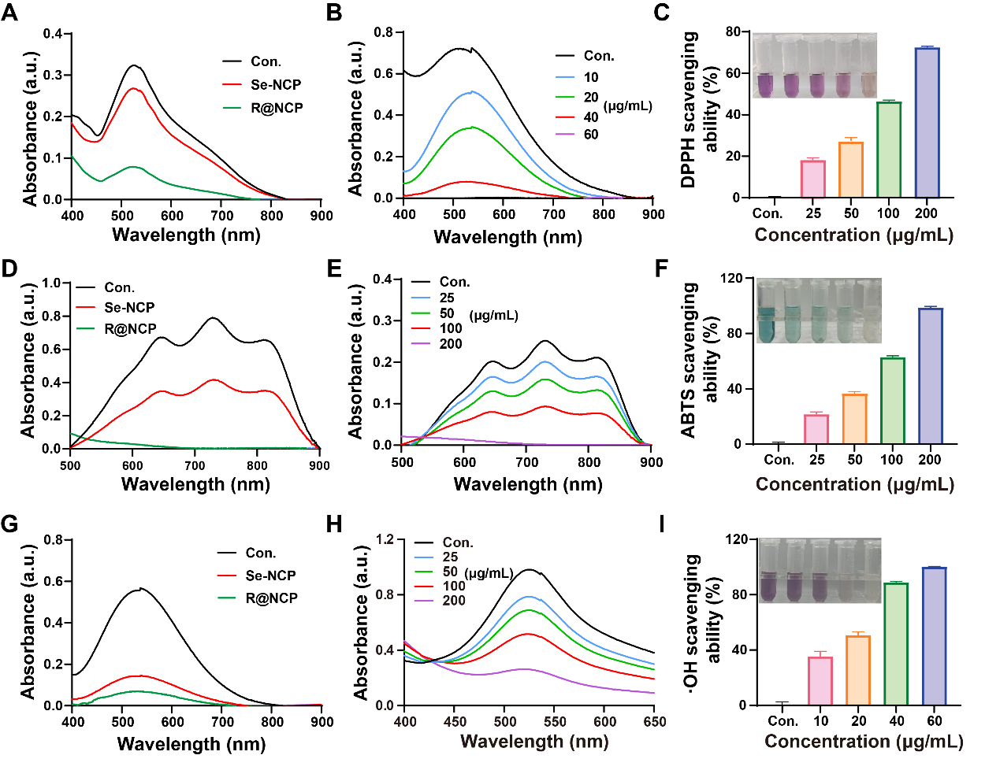 A
Absorbance (a.u.)
0.4
0.3
0.2
0.1
0.0
Con.
Se-NCP
R@NCP
400 500 600 700 800 900
Wavelength (nm)
B
Absorbance (a.u.)
0.8
0.6
0.4
0.2
0.0
Con.
10
20
(µg/mL)
40
60
400 500 600 700 800 900
Wavelength (nm)
C
DPPH scavenging
ability (%)
80
60
40
20
0
Con. 25 50 100 200
Concentration (µg/mL)
D
Absorbance (a.u.)
1.0
0.8
0.6
0.4
0.2
0.0
Con.
Se-NCP
R@NCP
500 600 700 800 900
Wavelength (nm)
E
Absorbance (a.u.)
0.4
0.3
0.2
0.1
0.0
Con.
25
50 (µg/mL)
100
200
500 600 700 800 900
Wavelength (nm)
F
ABTS scavenging
ability (%)
120
80
40
0
Con. 25 50 100 200
Concentration (µg/mL)
G
Absorbance (a.u.)
0.8
0.6
0.4
0.2
0.0
Con.
Se-NCP
R@NCP
400 500 600 700 800 900
Wavelength (nm)
H
Absorbance (a.u.)
1.2
0.8
0.4
0.0
Con.
25
50 (µg/mL)
100
200
400 450 500 550 600 650
Wavelength (nm)
I
·OH scavenging
ability (%)
120
80
40
0
Con. 10 20 40 60
Concentration (µg/mL)